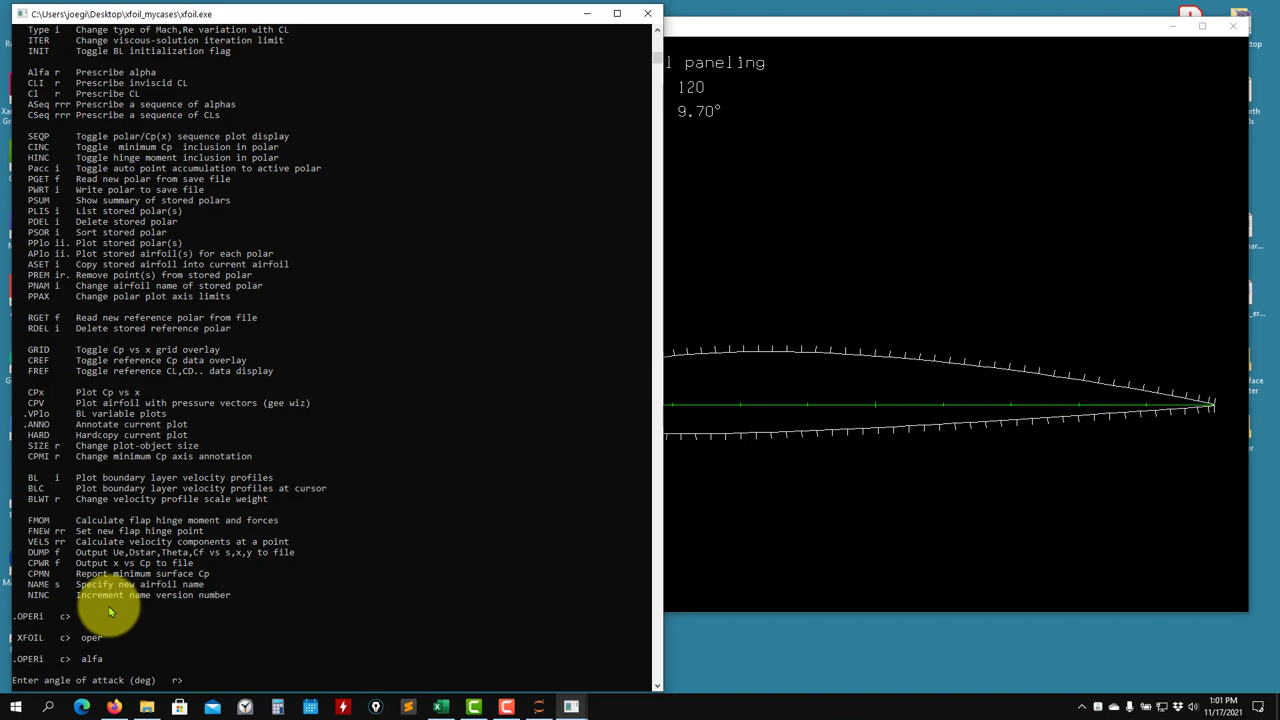 C:\Users\joegi\Desktop\xfoil_mycases\xfoil.exe
Type i   Change type of Mach,Re variation with CL
ITER     Change viscous-solution iteration limit
INIT     Toggle BL initialization flag
Alfa r   Prescribe alpha
CLI  r   Prescribe inviscid CL
Cl   r   Prescribe CL
ASeq rrr Prescribe a sequence of alphas
CSeq rrr Prescribe a sequence of CLs
SEQP     Toggle polar/Cp(x) sequence plot display
CINC     Toggle  minimum Cp  inclusion in polar
HINC     Toggle hinge moment inclusion in polar
Pacc i   Toggle auto point accumulation to active polar
PGET f   Read new polar from save file
PWRT i   Write polar to save file
PSUM     Show summary of stored polars
PLIS i   List stored polar(s)
PDEL i   Delete stored polar
PSOR i   Sort stored polar
PPlo ii. Plot stored polar(s)
APlo ii. Plot stored airfoil(s) for each polar
ASET i   Copy stored airfoil into current airfoil
PREM ir. Remove point(s) from stored polar
PNAM i   Change airfoil name of stored polar
PPAX     Change polar plot axis limits
RGET f   Read new reference polar from file
RDEL i   Delete stored reference polar
GRID     Toggle Cp vs x grid overlay
CREF     Toggle reference Cp data overlay
FREF     Toggle reference CL,CD.. data display
CPx      Plot Cp vs x
CPV      Plot airfoil with pressure vectors (gee wiz)
.VPlo     BL variable plots
.ANNO     Annotate current plot
HARD     Hardcopy current plot
SIZE r   Change plot-object size
CPMI r   Change minimum Cp axis annotation
BL   i   Plot boundary layer velocity profiles
BLC      Plot boundary layer velocity profiles at cursor
BLWT r   Change velocity profile scale weight
FMOM     Calculate flap hinge moment and forces
FNEW rr  Set new flap hinge point
VELS rr  Calculate velocity components at a point
DUMP f   Output Ue,Dstar,Theta,Cf vs s,x,y to file
CPWR f   Output x vs Cp to file
CPMN     Report minimum surface Cp
NAME s   Specify new airfoil name
NINC     Increment name version number
.OPERi   c>
XFOIL   c>  oper
.OPERi   c>  alfa
Enter angle of attack (deg)   r>
l paneling
120
9.70°
1:01 PM
11/17/2021